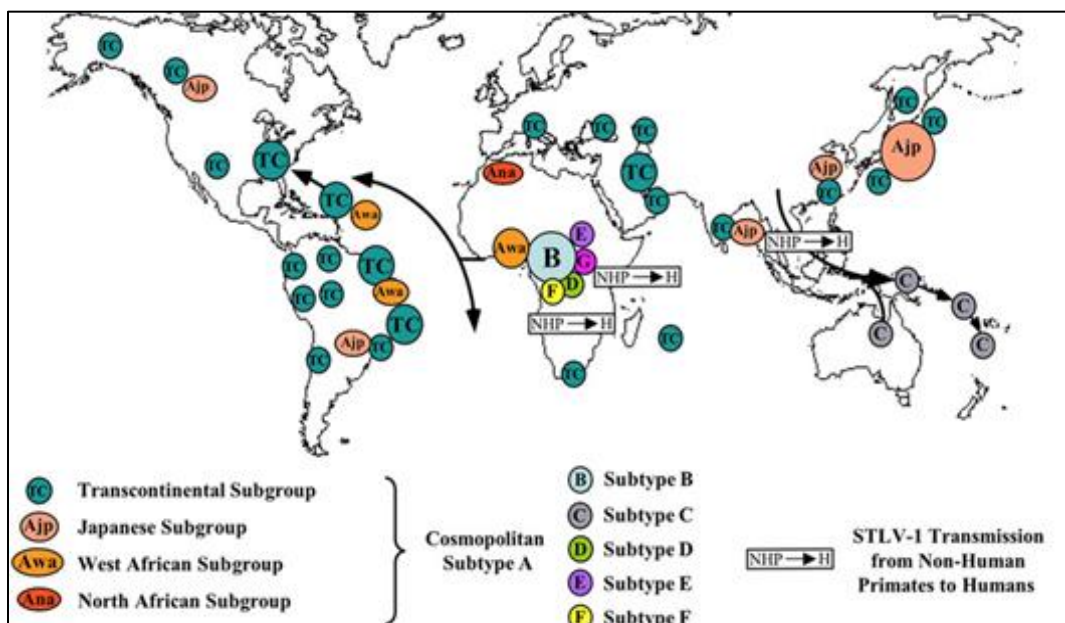 TC
TC
Ajp
TC
TC
TC
Awa
TC
TC
TC
TC
TC
Awa
TC
Ajp
TC
TC
TC
TC
TC
TC
TC
Ana
Awa
B
E
G
D
F
NHP → H
NHP → H
TC
TC
TC
TC
Ajp
Ajp
TC
TC
TC
Ajp
NHP → H
C
C
C
C
TC Transcontinental Subgroup
Ajp Japanese Subgroup
Awa West African Subgroup
Ana North African Subgroup
Cosmopolitan
Subtype A
B Subtype B
C Subtype C
D Subtype D
E Subtype E
F Subtype F
NHP → H
STLV-1 Transmission
from Non-Human
Primates to Humans